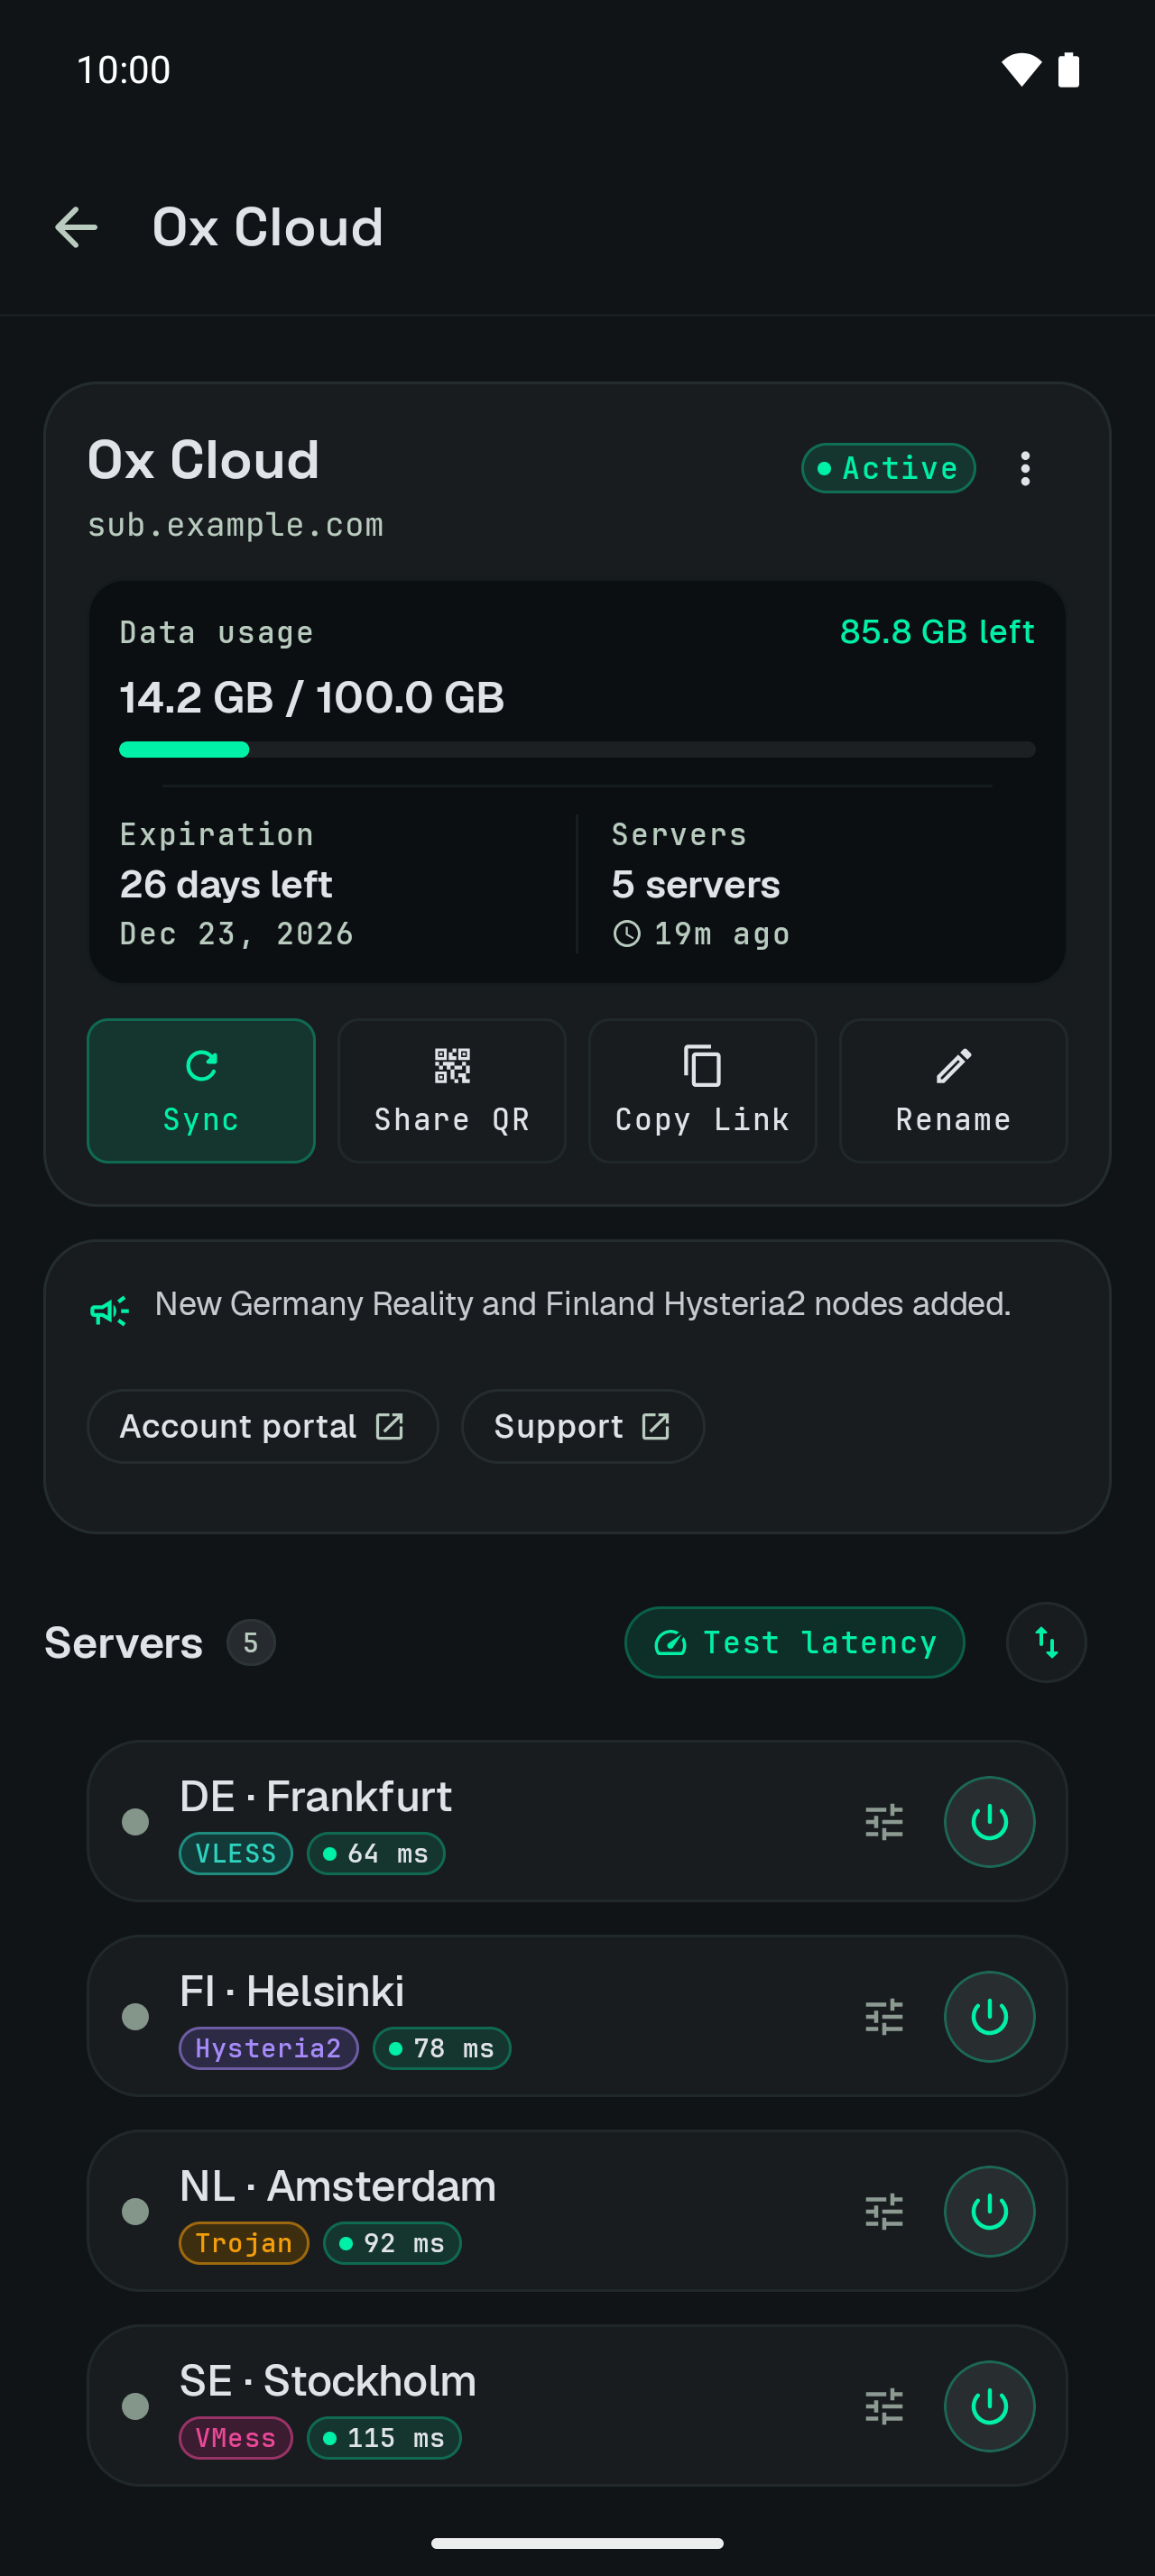 10:00
Ox Cloud
Ox Cloud
Active
sub.example.com
Data usage
85.8 GB left
14.2 GB / 100.0 GB
Expiration
Servers
26 days left
5 servers
Dec 23, 2026
19m ago
Sync
Share QR
Copy Link
Rename
New Germany Reality and Finland Hysteria2 nodes added.
Account portal
Support
Servers
5
Test latency
DE · Frankfurt
VLESS
64 ms
FI · Helsinki
Hysteria2
78 ms
NL · Amsterdam
Trojan
92 ms
SE · Stockholm
VMess
115 ms